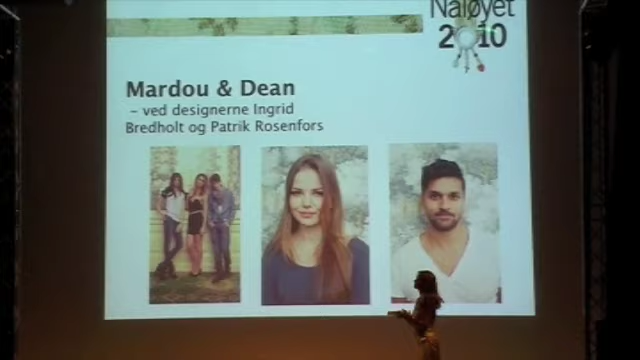 Naløyet
2010
Mardou & Dean
– ved designerne Ingrid
Bredholt og Patrik Rosenfors